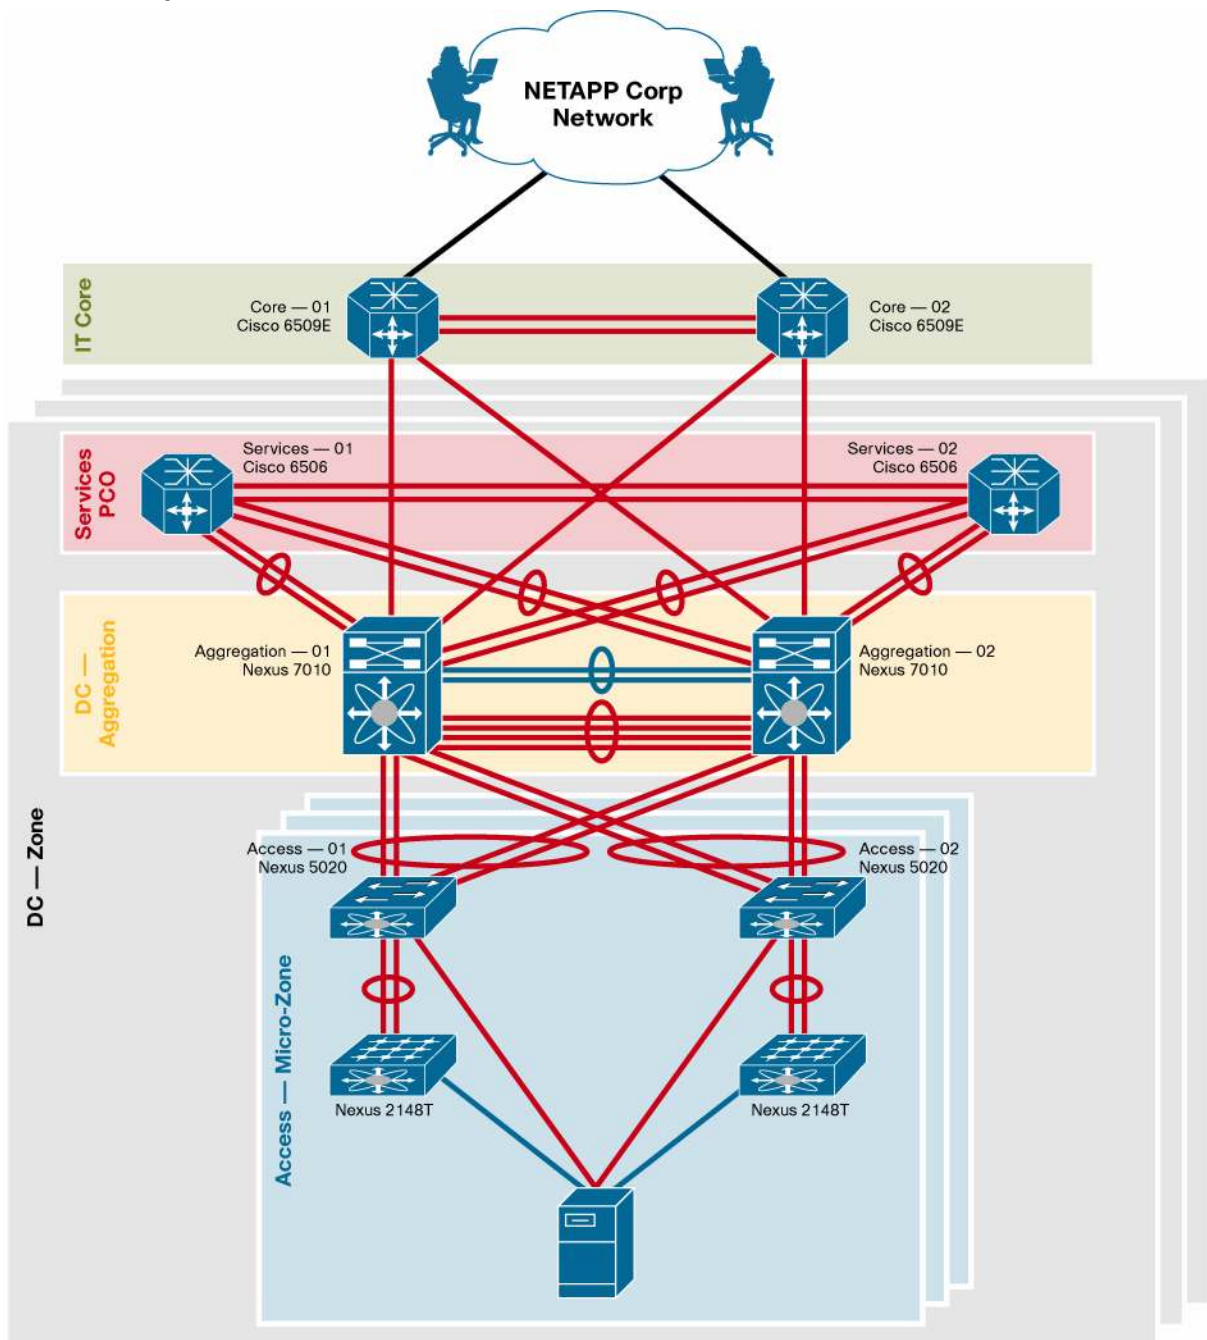 NETAPP Corp
Network
IT Core
Core — 01
Cisco 6509E
Core — 02
Cisco 6509E
Services
PCO
Services — 01
Cisco 6506
Services — 02
Cisco 6506
DC —
Aggregation
Aggregation — 01
Nexus 7010
Aggregation — 02
Nexus 7010
DC — Zone
Access — 01
Nexus 5020
Access — 02
Nexus 5020
Access — Micro-Zone
Nexus 2148T
Nexus 2148T